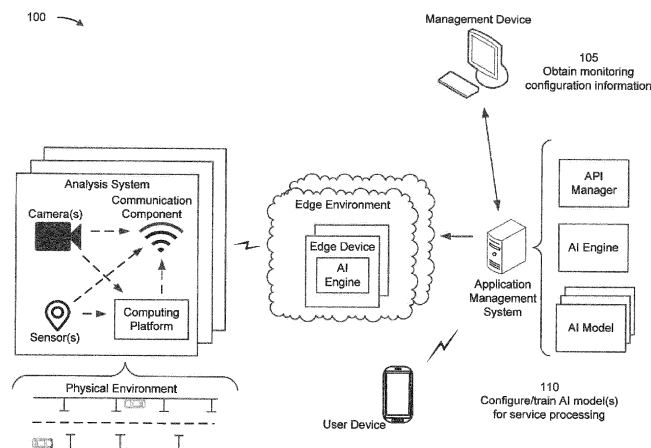 100
Management Device
105
Obtain monitoring
configuration information
Analysis System
Camera(s)
Communication
Component
Sensor(s)
Computing
Platform
Edge Environment
Edge Device
AI
Engine
Application
Management
System
API
Manager
AI Engine
AI Model
Physical Environment
User Device
110
Configure/train AI model(s)
for service processing